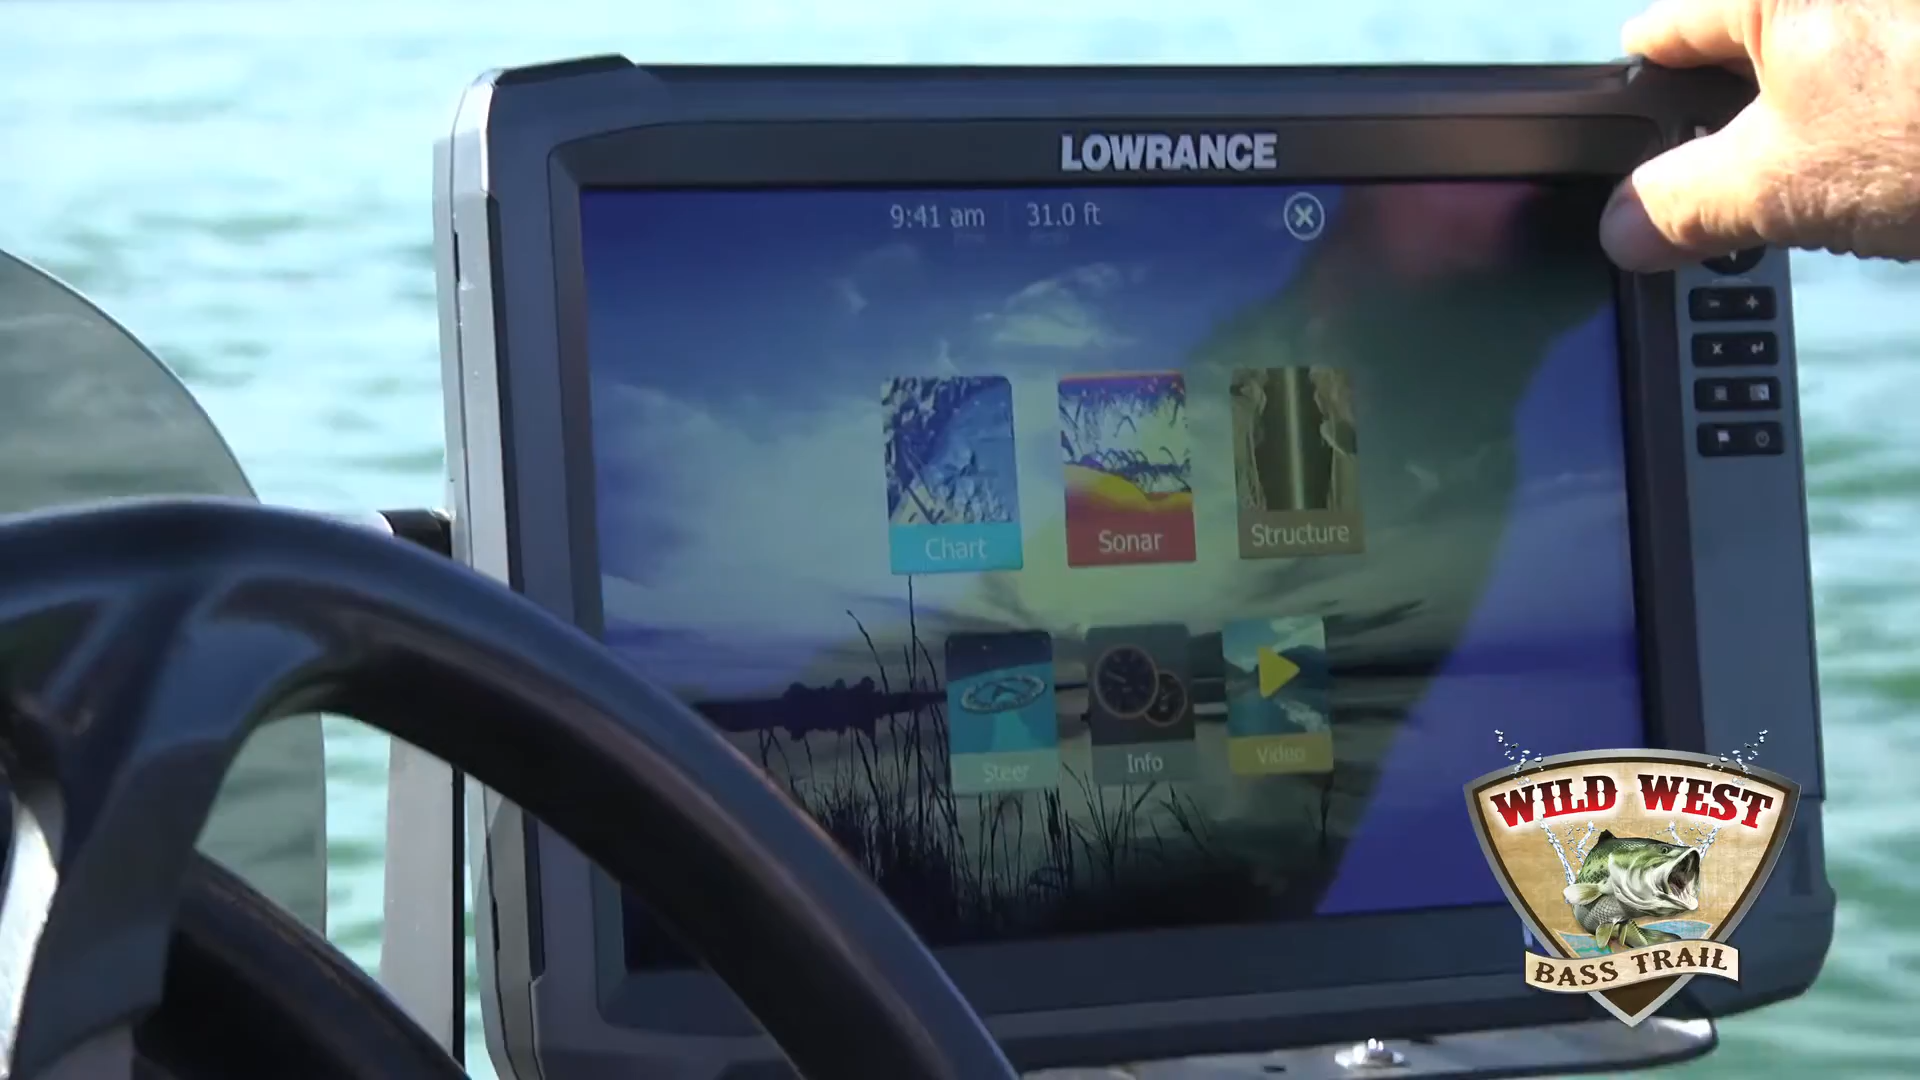 LOWRANCE
9:41 am 31.0 ft
Chart
Sonar
Structure
Steer
Info
Video
WILD WEST
BASS TRAIL